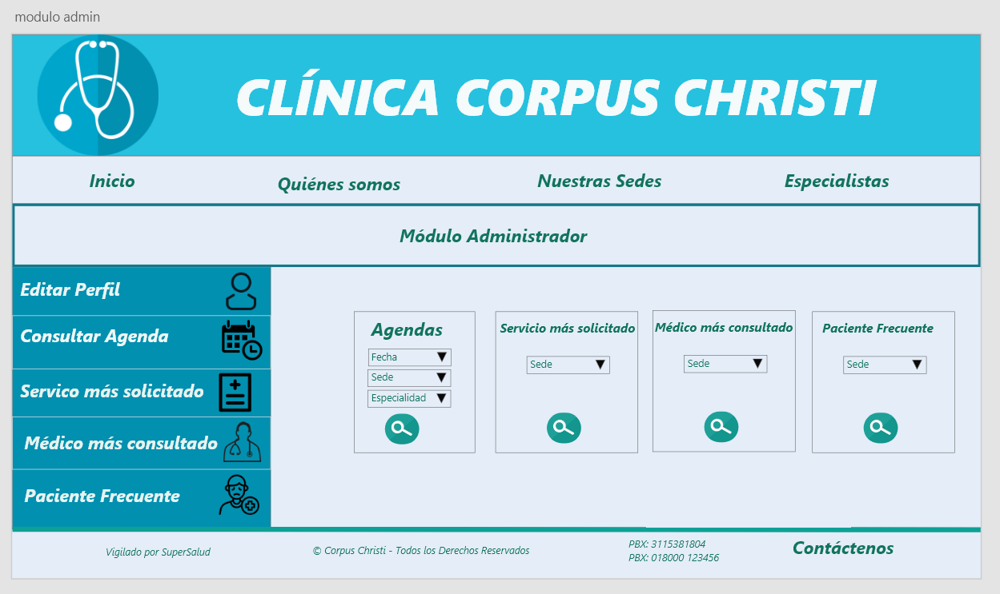 modulo admin
CLÍNICA CORPUS CHRISTI
Inicio
Quiénes somos
Nuestras Sedes
Especialistas
Módulo Administrador
Editar Perfil
Consultar Agenda
Servico más solicitado
Médico más consultado
Paciente Frecuente
Agendas
Fecha
Sede
Especialidad
Servicio más solicitado
Sede
Médico más consultado
Sede
Paciente Frecuente
Sede
Vigilado por SuperSalud
© Corpus Christi - Todos los Derechos Reservados
PBX: 3115381804
PBX: 018000 123456
Contáctenos